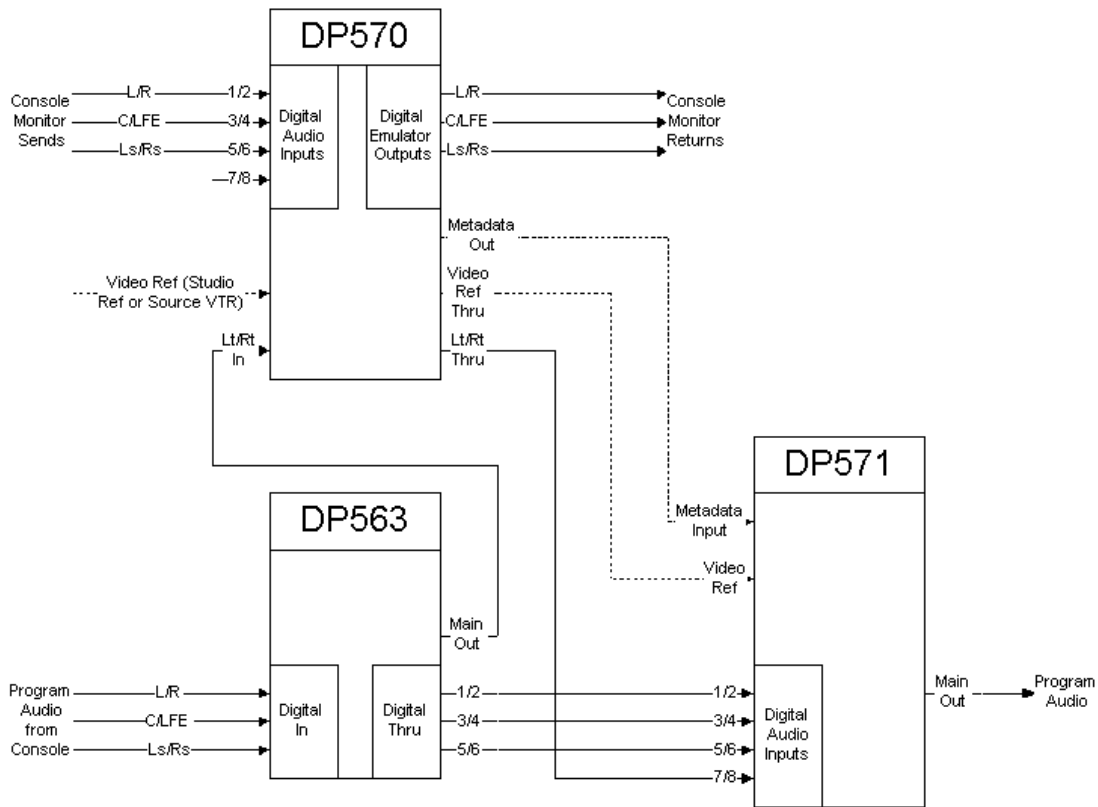 DP570
Console
Monitor
Sends
L/R
1/2
C/LFE
3/4
Ls/Rs
5/6
7/8
Digital
Audio
Inputs
Digital
Emulator
Outputs
L/R
C/LFE
Ls/Rs
Console
Monitor
Returns
Metadata
Out
Video Ref (Studio
Ref or Source VTR)
Video
Ref
Thru
Lt/Rt
In
Lt/Rt
Thru
DP571
Metadata
Input
Video
Ref
DP563
Main
Out
Program
Audio
from
Console
L/R
C/LFE
Ls/Rs
Digital
In
Digital
Thru
1/2
3/4
5/6
1/2
3/4
5/6
7/8
Digital
Audio
Inputs
Main
Out
Program
Audio